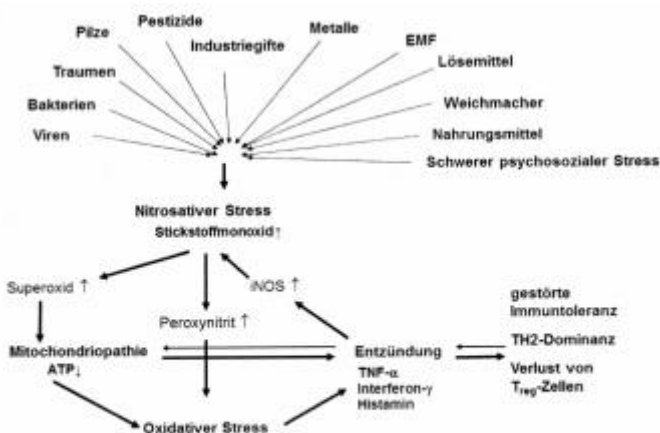 Pestizide
Metalle
Pilze
Industriegifte
EMF
Lösemittel
Traumen
Bakterien
Weichmacher
Viren
Nahrungsmittel
Schwerer psychosozialer Stress
Nitrosativer Stress
Stickstoffmonoxid↑
Superoxid ↑
iNOS ↑
Peroxynitrit ↑
gestörte
Immuntoleranz
Mitochondriopathie
ATP↓
Entzündung
TNF-α
Interferon-γ
Histamin
TH2-Dominanz
Verlust von
Treg-Zellen
Oxidativer Stress